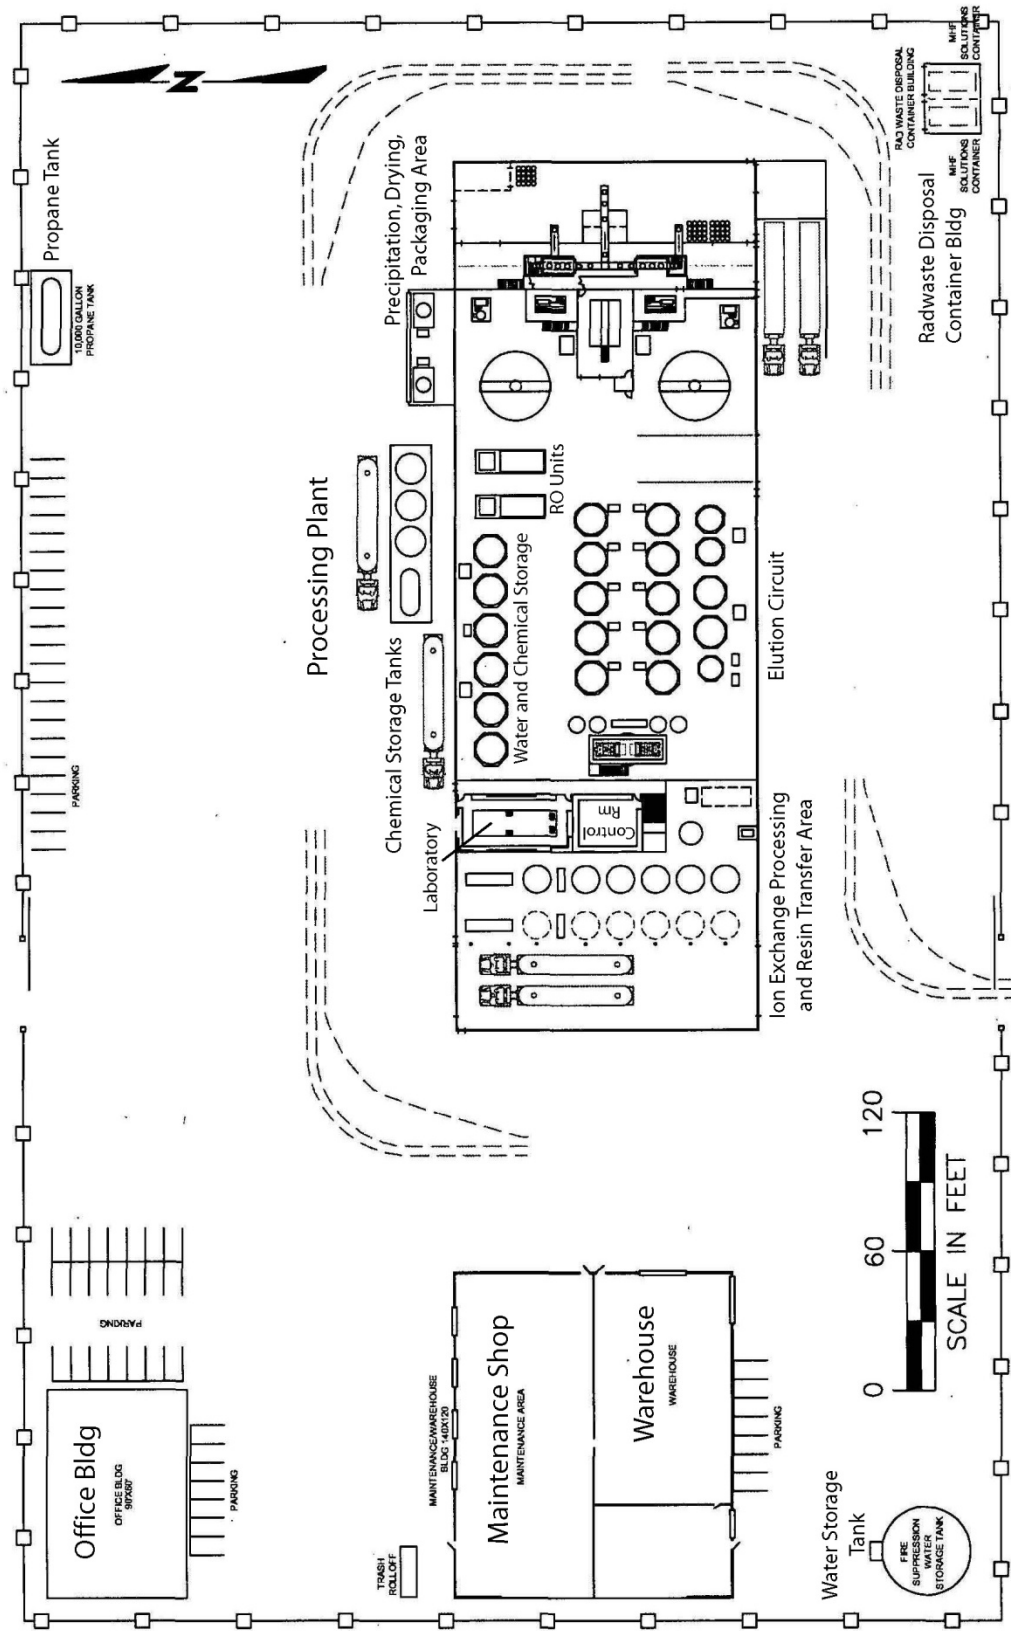 Office Bldg
OFFICE BLDG
90'X60'
PARKING
PARKING
TRASH
ROLLOFF
MAINTENANCE/WAREHOUSE
BLDG 140X120
Maintenance Shop
MAINTENANCE AREA
Warehouse
WAREHOUSE
PARKING
Water Storage
Tank
FIRE
SUPPRESSION
WATER
STORAGE TANK
0
60
120
SCALE IN FEET
PARKING
Processing Plant
Chemical Storage Tanks
Laboratory
Control
Rm
Water and Chemical Storage
RO Units
Ion Exchange Processing
and Resin Transfer Area
Elution Circuit
Propane Tank
10,000 GALLON
PROPANE TANK
N
Precipitation, Drying,
Packaging Area
Radwaste Disposal
Container Bldg
RAD WASTE DISPOSAL
CONTAINER BUILDING
MHF
SOLUTIONS
CONTAINER
MHF
SOLUTIONS
CONTAINER